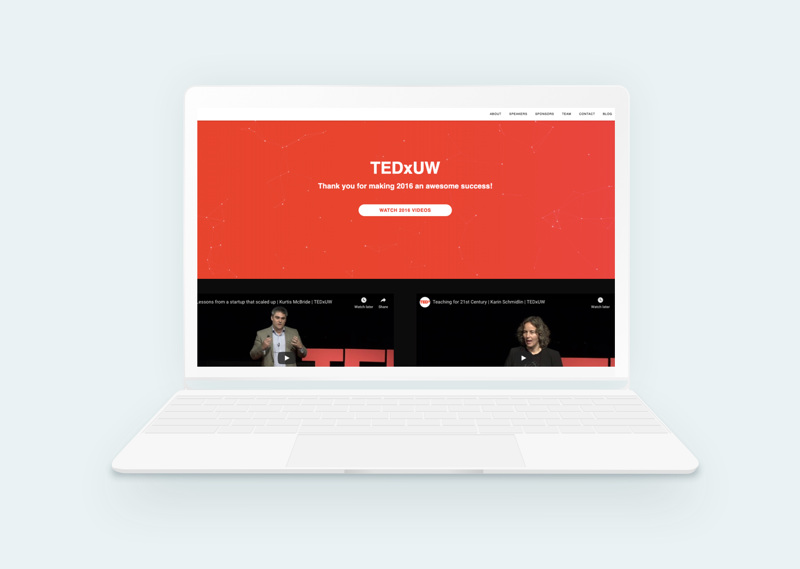 ABOUT SPEAKERS SPONSORS TEAM CONTACT BLOG
TEDxUW
Thank you for making 2016 an awesome success!
WATCH 2016 VIDEOS
Lessons from a startup that scaled up | Kurtis McBride | TEDxUW
Watch later Share
TEDx Teaching for 21st Century | Karin Schmidlin | TEDxUW
Watch later
TED